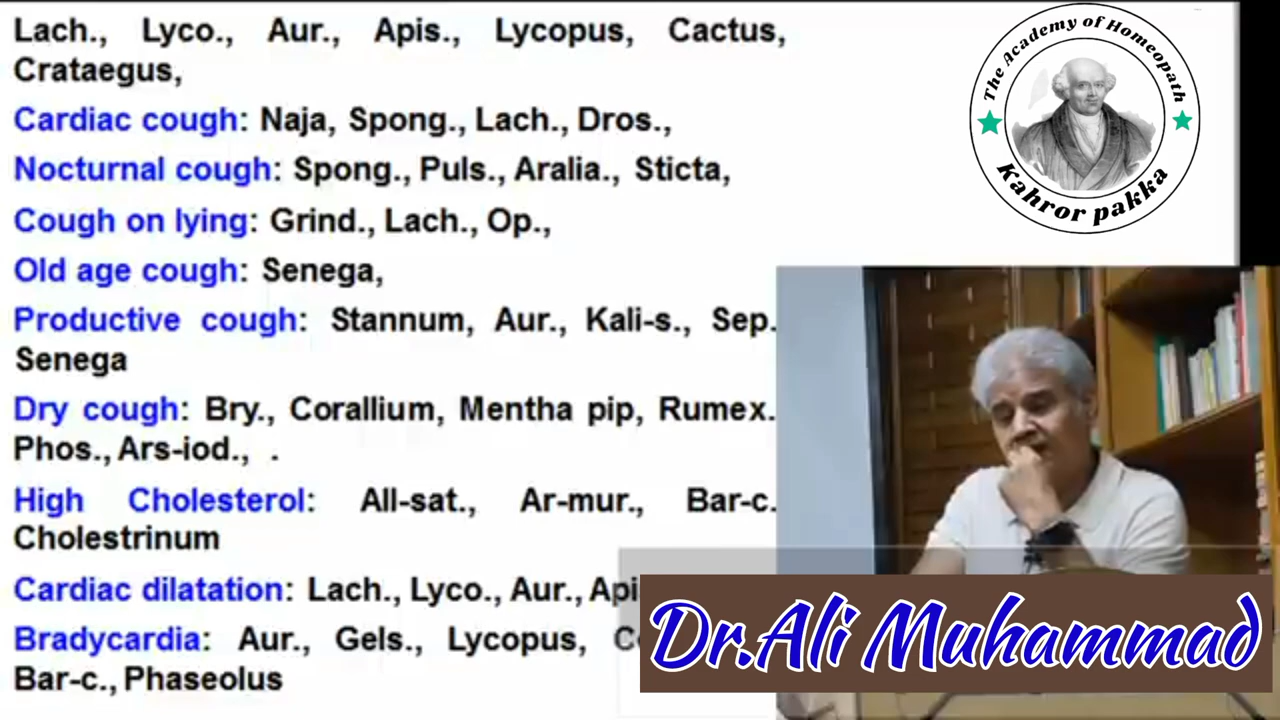 Lach., Lyco., Aur., Apis., Lycopus, Cactus,
Crataegus,
Cardiac cough: Naja, Spong., Lach., Dros.,
Nocturnal cough: Spong., Puls., Aralia., Sticta,
Cough on lying: Grind., Lach., Op.,
Old age cough: Senega,
Productive cough: Stannum, Aur., Kali-s., Sep.
Senega
Dry cough: Bry., Corallium, Mentha pip, Rumex.
Phos., Ars-iod., .
High Cholesterol: All-sat., Ar-mur., Bar-c.
Cholestrinum
Cardiac dilatation: Lach., Lyco., Aur.,
Bradycardia: Aur., Gels., Lycopus,
Bar-c., Phaseolus
The Academy of Homeopath
Kahror pakka
Dr.Ali Muhammad